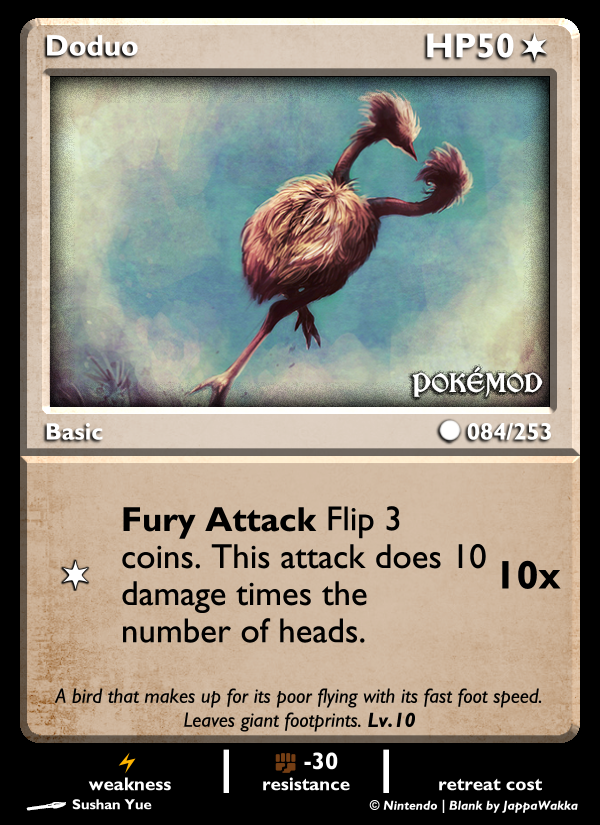 Doduo HP50
POKÉMOD
Basic 084/253
Fury Attack Flip 3
coins. This attack does 10 10x
damage times the
number of heads.
A bird that makes up for its poor flying with its fast foot speed.
Leaves giant footprints. Lv.10
-30
weakness resistance retreat cost
Sushan Yue © Nintendo | Blank by JappaWakka